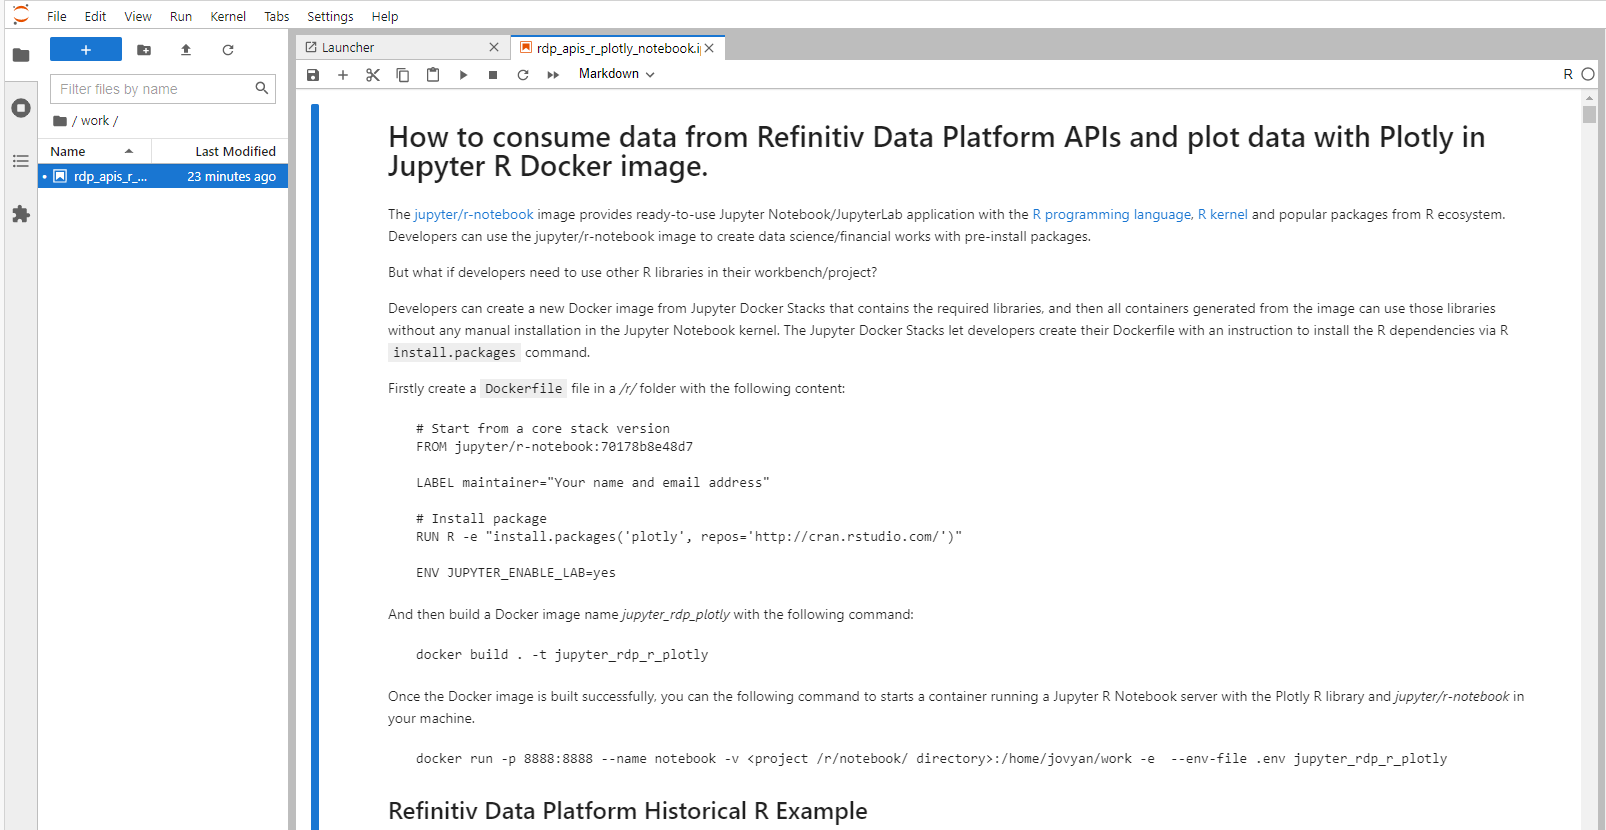 File Edit View Run Kernel Tabs Settings Help
+
Filter files by name
/ work /
Name Last Modified
rdp_apis_r_... 23 minutes ago
Launcher
rdp_apis_r_plotly_notebook.i
Markdown
R
How to consume data from Refinitiv Data Platform APIs and plot data with Plotly in
Jupyter R Docker image.
The jupyter/r-notebook image provides ready-to-use Jupyter Notebook/JupyterLab application with the R programming language, R kernel and popular packages from R ecosystem.
Developers can use the jupyter/r-notebook image to create data science/financial works with pre-install packages.
But what if developers need to use other R libraries in their workbench/project?
Developers can create a new Docker image from Jupyter Docker Stacks that contains the required libraries, and then all containers generated from the image can use those libraries
without any manual installation in the Jupyter Notebook kernel. The Jupyter Docker Stacks let developers create their Dockerfile with an instruction to install the R dependencies via R
install.packages command.
Firstly create a Dockerfile file in a /r/ folder with the following content:
# Start from a core stack version
FROM jupyter/r-notebook:70178b8e48d7
LABEL maintainer="Your name and email address"
# Install package
RUN R -e "install.packages('plotly', repos='http://cran.rstudio.com/')"
ENV JUPYTER_ENABLE_LAB=yes
And then build a Docker image name jupyter_rdp_plotly with the following command:
docker build . -t jupyter_rdp_r_plotly
Once the Docker image is built successfully, you can the following command to starts a container running a Jupyter R Notebook server with the Plotly R library and jupyter/r-notebook in
your machine.
docker run -p 8888:8888 --name notebook -v <project /r/notebook/ directory>:/home/jovyan/work -e  --env-file .env jupyter_rdp_r_plotly
Refinitiv Data Platform Historical R Example